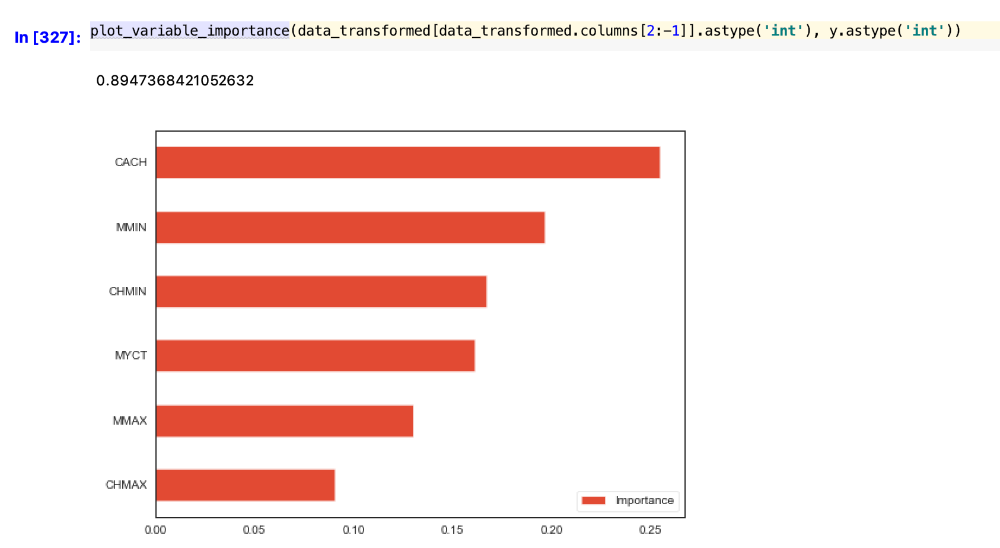 In [327]: plot_variable_importance(data_transformed[data_transformed.columns[2:-1]].astype('int'), y.astype('int'))
0.8947368421052632
CACH
MMIN
CHMIN
MYCT
MMAX
CHMAX
Importance
0.00 0.05 0.10 0.15 0.20 0.25